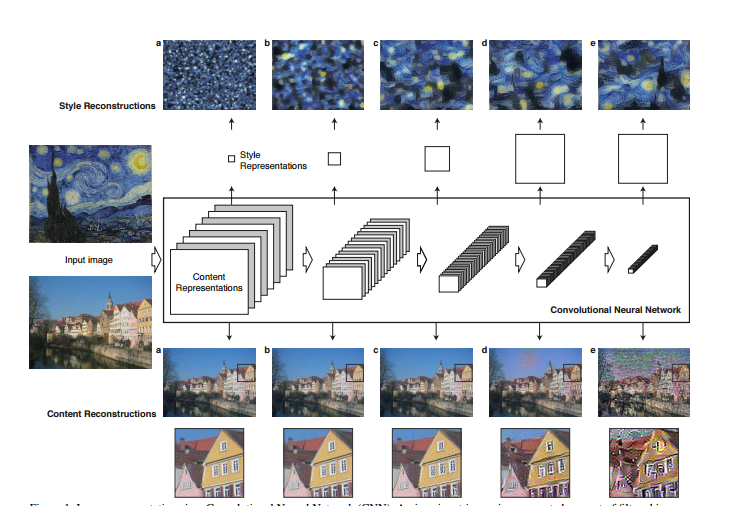 a b c d e
Style Reconstructions
Style
Representations
Input image
Content
Representations
Convolutional Neural Network
a b c d e
Content Reconstructions